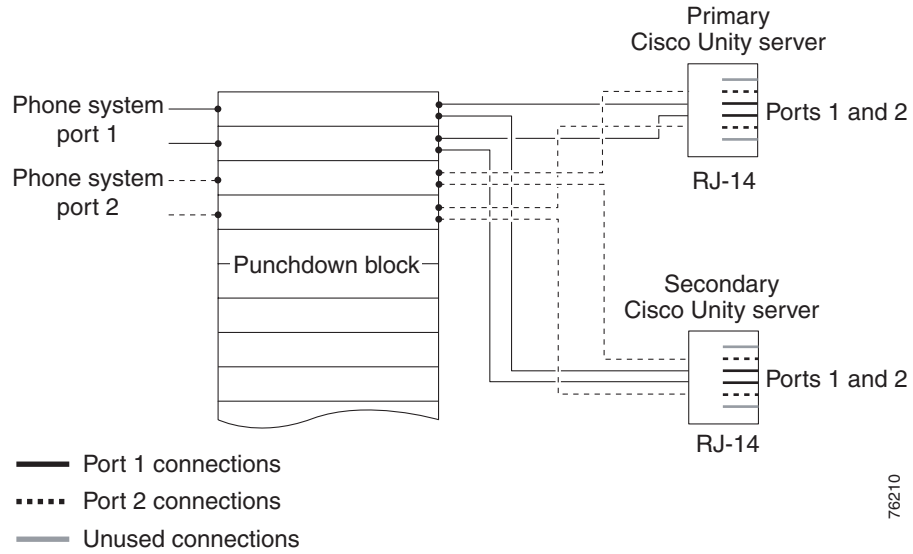 Primary
Cisco Unity server
Phone system
port 1
Ports 1 and 2
Phone system
port 2
RJ-14
Punchdown block
Secondary
Cisco Unity server
Ports 1 and 2
RJ-14
Port 1 connections
Port 2 connections
Unused connections
76210